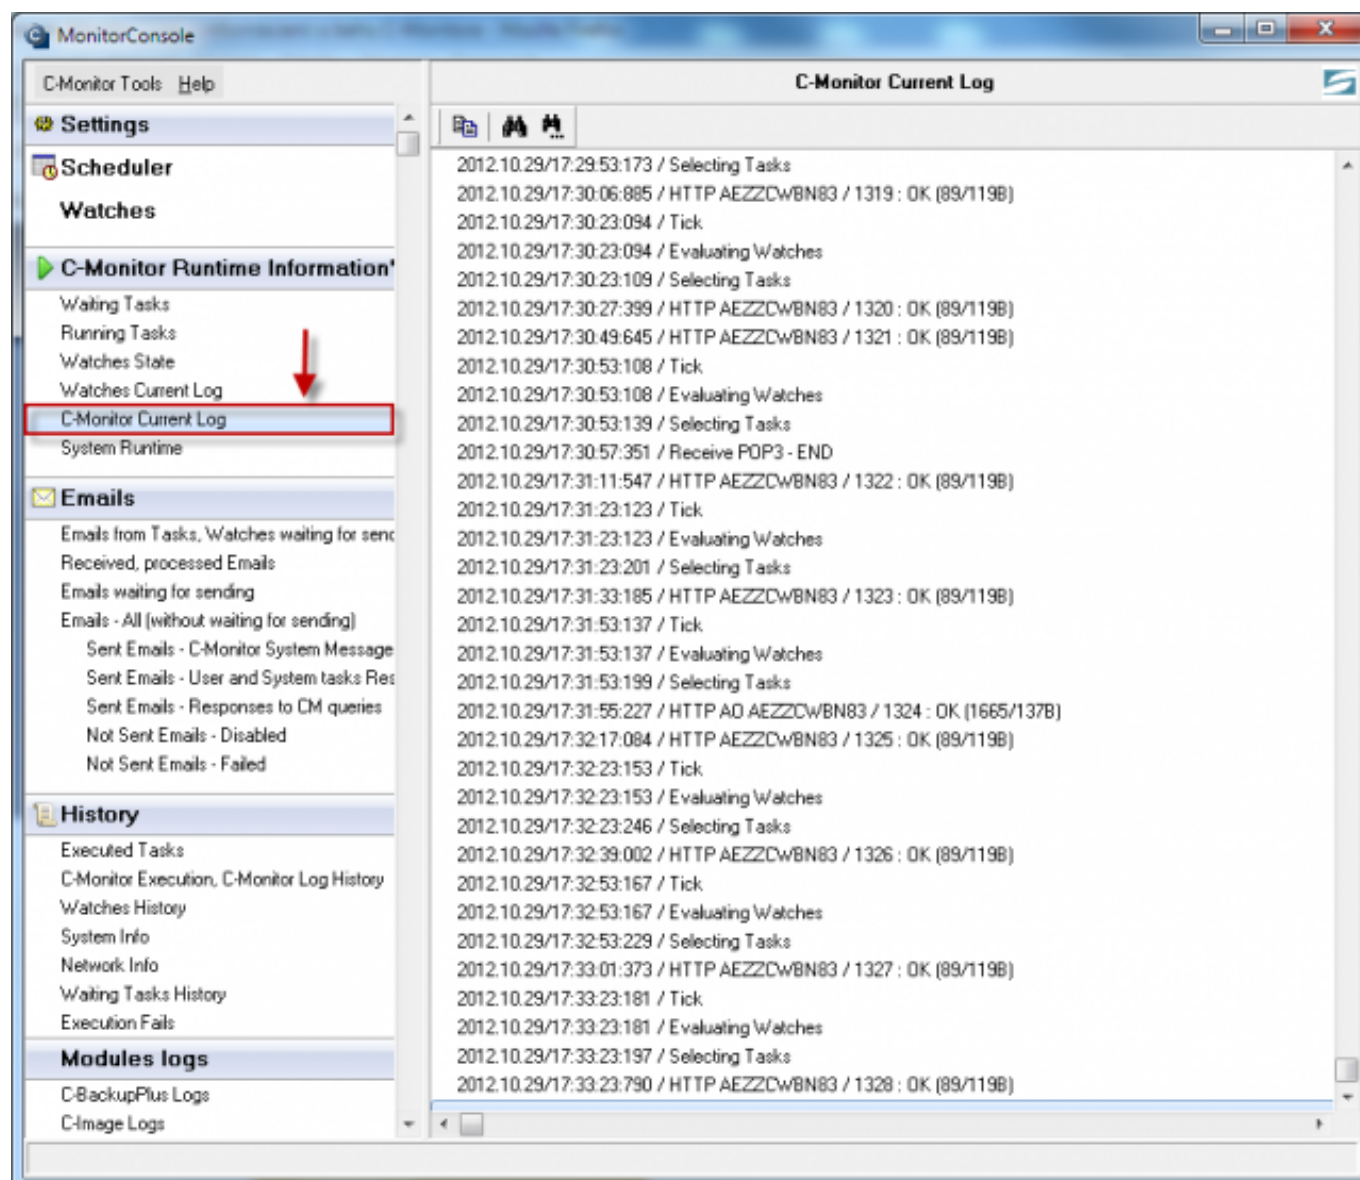 MonitorConsole
C-Monitor Tools Help
Settings
Scheduler
Watches
C-Monitor Runtime Information*
Waiting Tasks
Running Tasks
Watches State
Watches Current Log
C-Monitor Current Log
System Runtime
Emails
Emails from Tasks, Watches waiting for senc
Received, processed Emails
Emails waiting for sending
Emails - All (without waiting for sending)
Sent Emails - C-Monitor System Message
Sent Emails - User and System tasks Res
Sent Emails - Responses to CM queries
Not Sent Emails - Disabled
Not Sent Emails - Failed
History
Executed Tasks
C-Monitor Execution, C-Monitor Log History
Watches History
System Info
Network Info
Waiting Tasks History
Execution Fails
Modules logs
C-BackupPlus Logs
C-Image Logs
C-Monitor Current Log
2012.10.29/17:29:53:173 / Selecting Tasks
2012.10.29/17:30:06:885 / HTTP AEZZCWBN83 / 1319 : OK (89/119B)
2012.10.29/17:30:23:094 / Tick
2012.10.29/17:30:23:094 / Evaluating Watches
2012.10.29/17:30:23:109 / Selecting Tasks
2012.10.29/17:30:27:399 / HTTP AEZZCWBN83 / 1320 : OK (89/119B)
2012.10.29/17:30:49:645 / HTTP AEZZCWBN83 / 1321 : OK (89/119B)
2012.10.29/17:30:53:108 / Tick
2012.10.29/17:30:53:108 / Evaluating Watches
2012.10.29/17:30:53:139 / Selecting Tasks
2012.10.29/17:30:57:351 / Receive POP3 - END
2012.10.29/17:31:11:547 / HTTP AEZZCWBN83 / 1322 : OK (89/119B)
2012.10.29/17:31:23:123 / Tick
2012.10.29/17:31:23:123 / Evaluating Watches
2012.10.29/17:31:23:201 / Selecting Tasks
2012.10.29/17:31:33:185 / HTTP AEZZCWBN83 / 1323 : OK (89/119B)
2012.10.29/17:31:53:137 / Tick
2012.10.29/17:31:53:137 / Evaluating Watches
2012.10.29/17:31:53:199 / Selecting Tasks
2012.10.29/17:31:55:227 / HTTP AO AEZZCWBN83 / 1324 : OK (1665/137B)
2012.10.29/17:32:17:084 / HTTP AEZZCWBN83 / 1325 : OK (89/119B)
2012.10.29/17:32:23:153 / Tick
2012.10.29/17:32:23:153 / Evaluating Watches
2012.10.29/17:32:23:246 / Selecting Tasks
2012.10.29/17:32:39:002 / HTTP AEZZCWBN83 / 1326 : OK (89/119B)
2012.10.29/17:32:53:167 / Tick
2012.10.29/17:32:53:167 / Evaluating Watches
2012.10.29/17:32:53:229 / Selecting Tasks
2012.10.29/17:33:01:373 / HTTP AEZZCWBN83 / 1327 : OK (89/119B)
2012.10.29/17:33:23:181 / Tick
2012.10.29/17:33:23:181 / Evaluating Watches
2012.10.29/17:33:23:197 / Selecting Tasks
2012.10.29/17:33:23:790 / HTTP AEZZCWBN83 / 1328 : OK (89/119B)